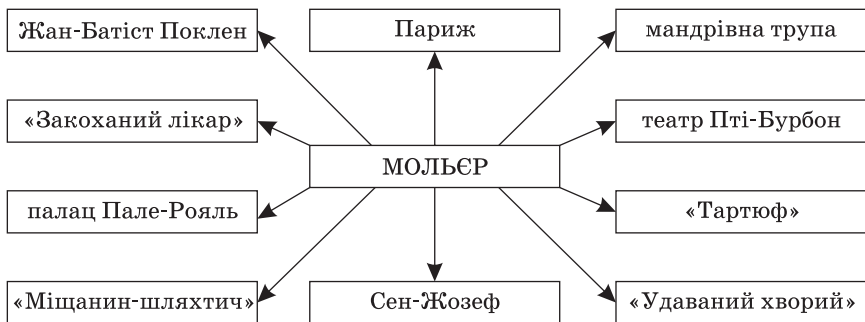 Жан-Батіст Поклен
Париж
мандрівна трупа
«Закоханий лікар»
театр Пті-Бурбон
МОЛЬЄР
палац Пале-Рояль
«Тартюф»
«Міщанин-шляхтич»
Сен-Жозеф
«Удаваний хворий»